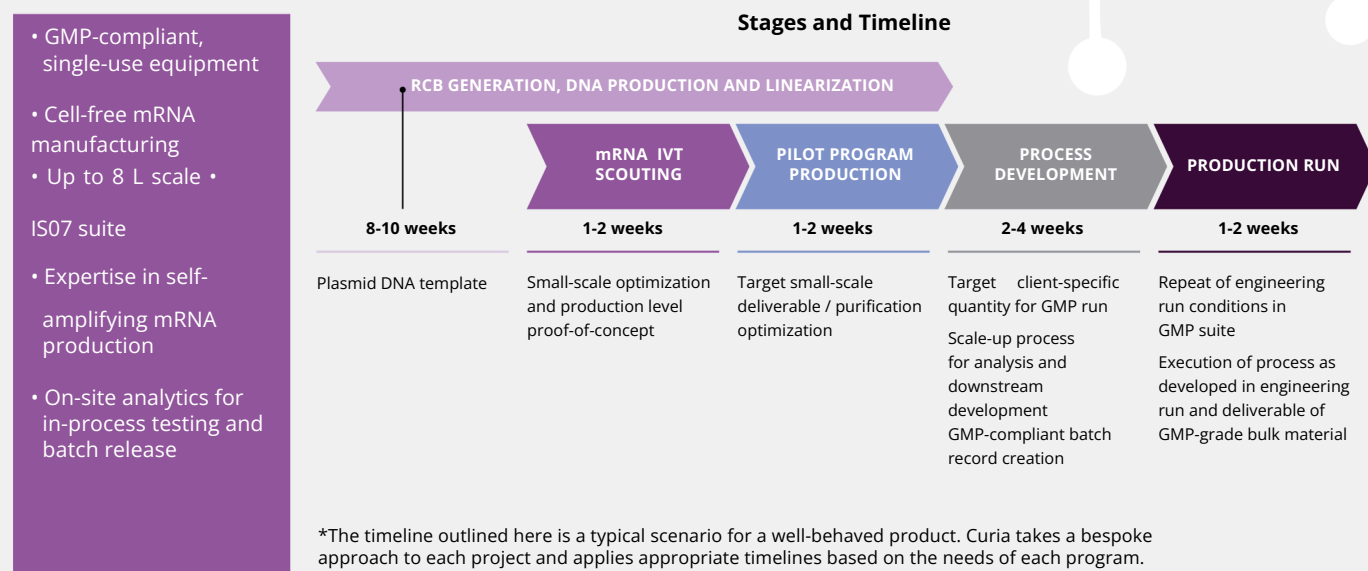 • GMP-compliant,
single-use equipment
• Cell-free mRNA
manufacturing
• Up to 8 L scale •
IS07 suite
• Expertise in self-
amplifying mRNA
production
• On-site analytics for
in-process testing and
batch release
Stages and Timeline
RCB GENERATION, DNA PRODUCTION AND LINEARIZATION
mRNA IVT
SCOUTING
PILOT PROGRAM
PRODUCTION
PROCESS
DEVELOPMENT
PRODUCTION RUN
8-10 weeks
Plasmid DNA template
1-2 weeks
Small-scale optimization
and production level
proof-of-concept
1-2 weeks
Target small-scale
deliverable / purification
optimization
2-4 weeks
Target client-specific
quantity for GMP run
Scale-up process
for analysis and
downstream
development
GMP-compliant batch
record creation
1-2 weeks
Repeat of engineering
run conditions in
GMP suite
Execution of process as
developed in engineering
run and deliverable of
GMP-grade bulk material
*The timeline outlined here is a typical scenario for a well-behaved product. Curia takes a bespoke
approach to each project and applies appropriate timelines based on the needs of each program.